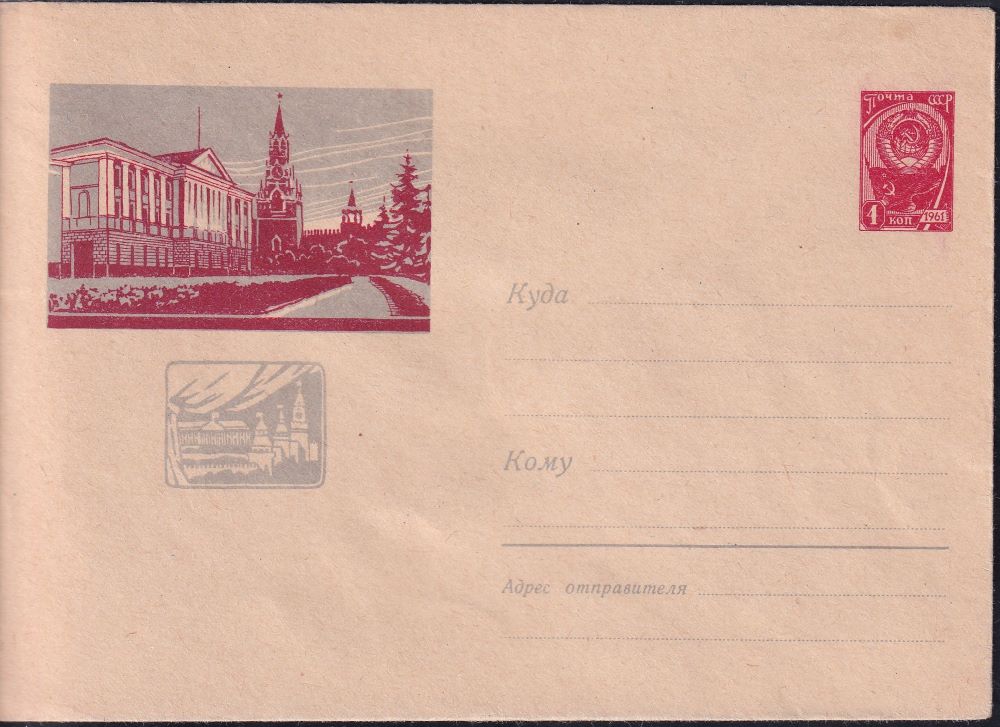 Почта СССР
4 КОП 1961
Куда
Кому
Адрес отправителя